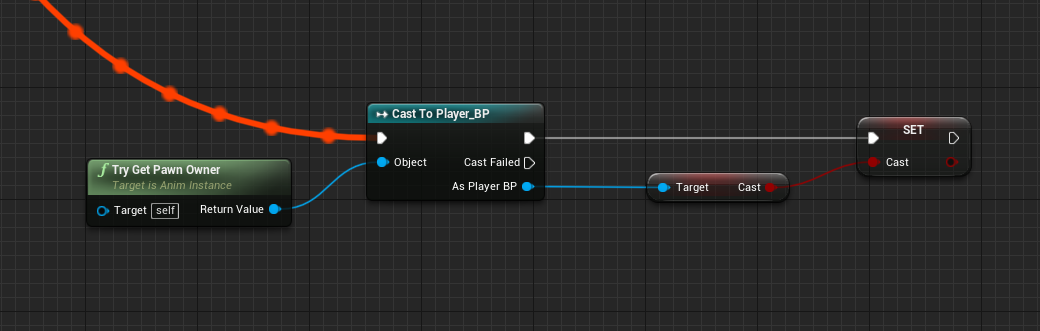 Cast To Player_BP
SET
Object
Cast Failed
Cast
Try Get Pawn Owner
Target is Anim Instance
As Player BP
Target
Cast
Target
self
Return Value